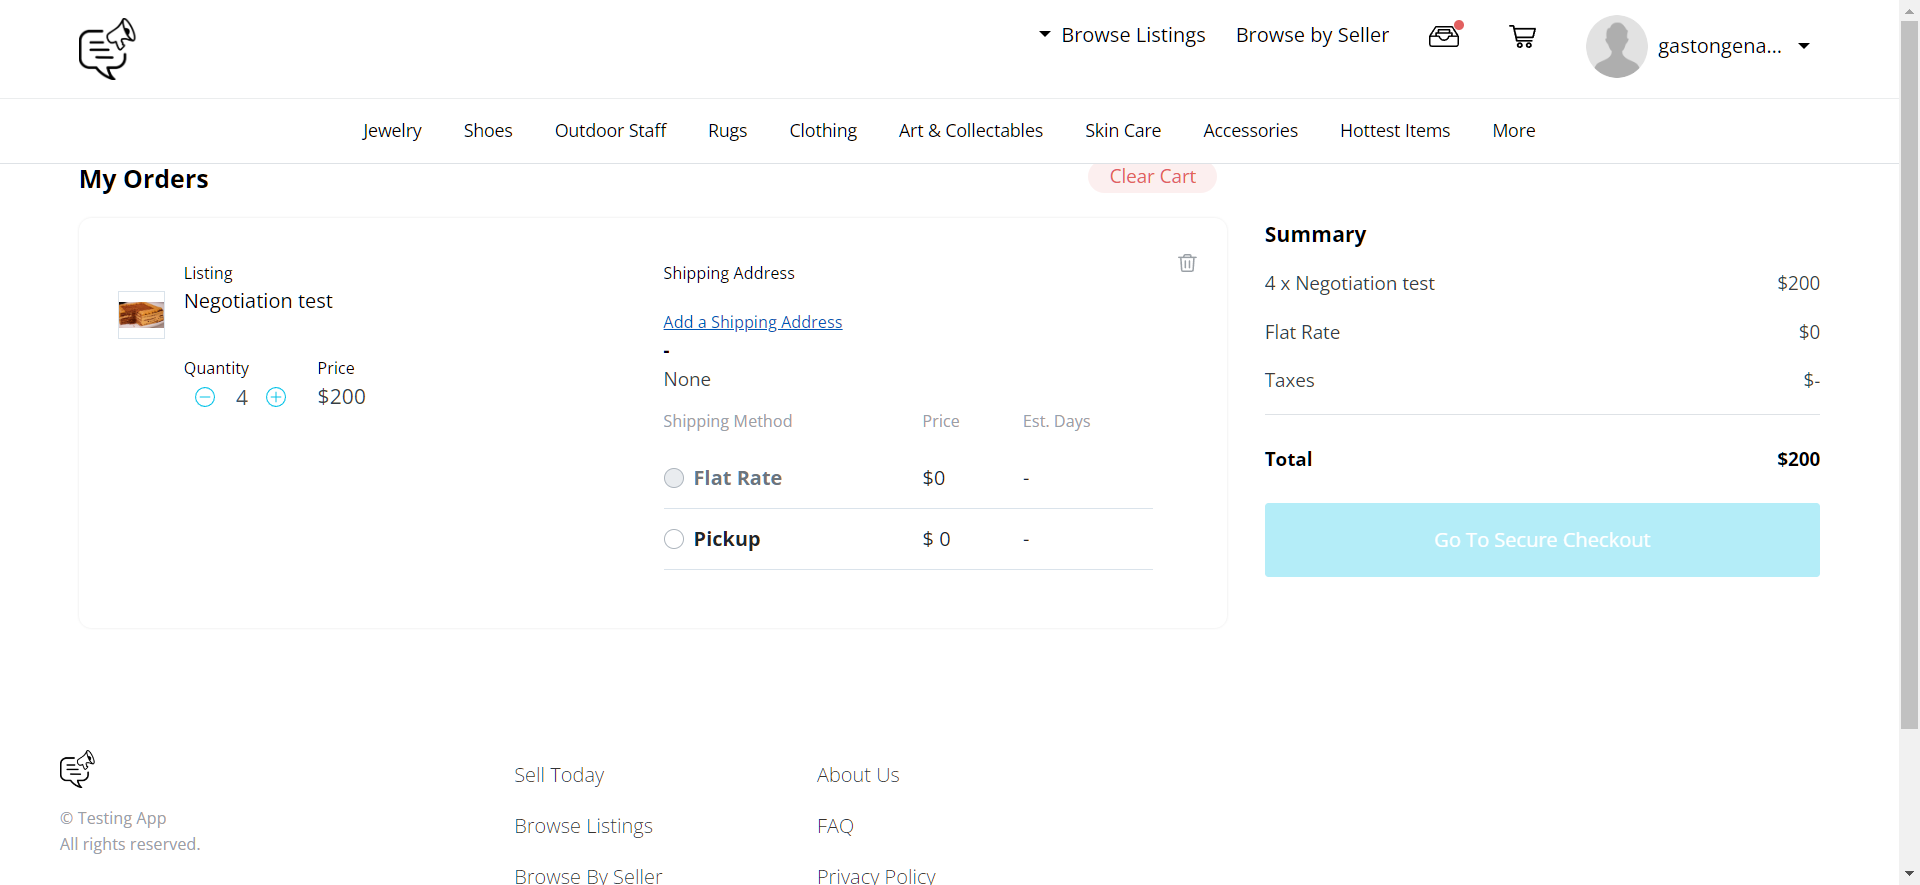 Browse Listings
Browse by Seller
gastongena...
Jewelry Shoes Outdoor Staff Rugs Clothing Art & Collectables Skin Care Accessories Hottest Items More
My Orders
Clear Cart
Listing
Negotiation test
Quantity Price
4 $200
Shipping Address
Add a Shipping Address
-
None
Shipping Method Price Est. Days
Flat Rate $0 -
Pickup $ 0 -
Summary
4 x Negotiation test $200
Flat Rate $0
Taxes $-
Total $200
Go To Secure Checkout
© Testing App
All rights reserved.
Sell Today
Browse Listings
Browse By Seller
About Us
FAQ
Privacy Policy